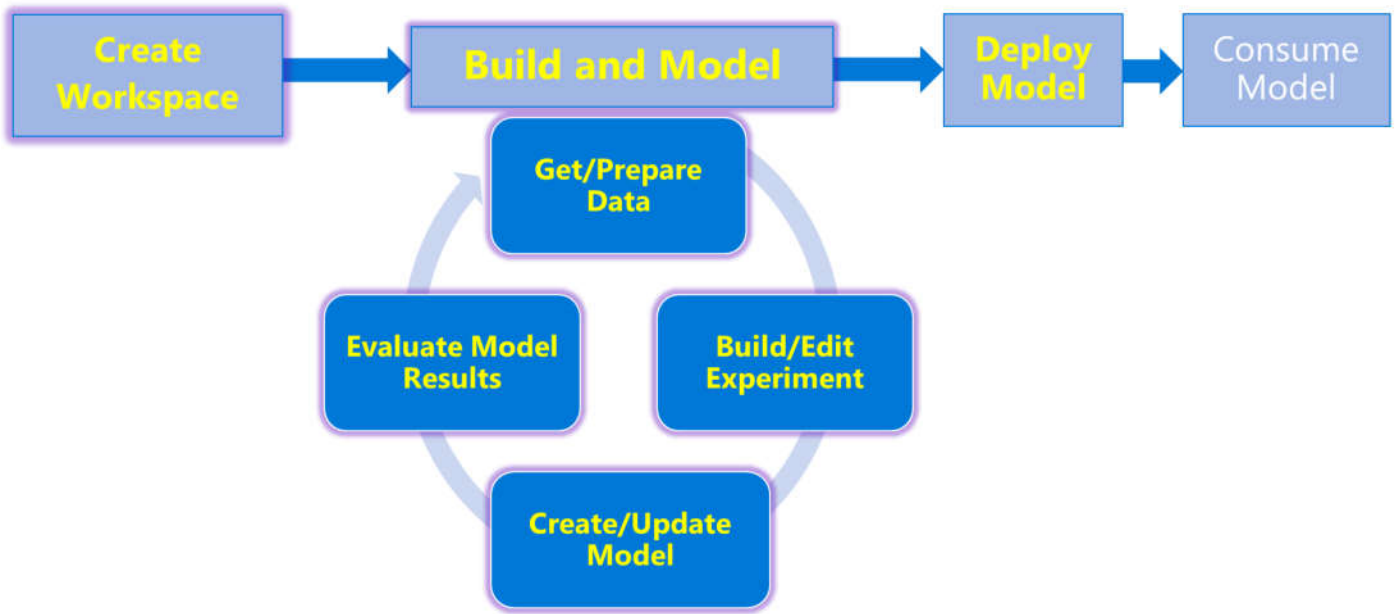 Create
Workspace
Build and Model
Deploy
Model
Consume
Model
Get/Prepare
Data
Evaluate Model
Results
Build/Edit
Experiment
Create/Update
Model